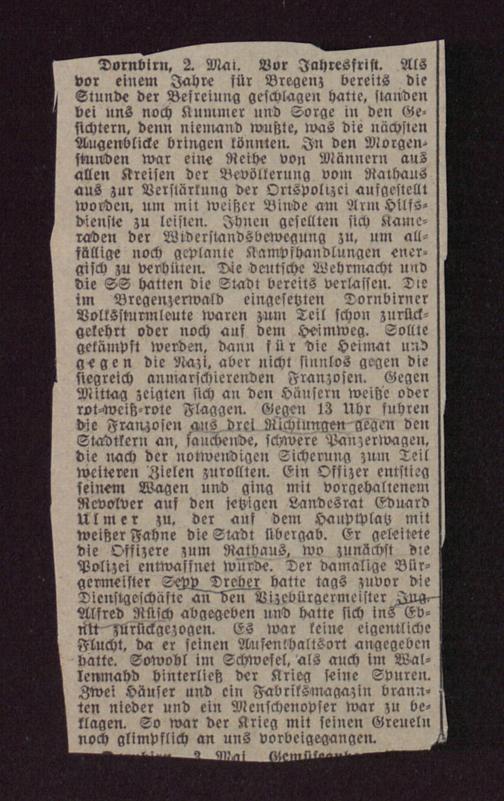 Dornbirn, 2. Mai. Vor Jahresfrist. Als
vor einem Jahre für Bregenz bereits die
Stunde der Befreiung geschlagen hatte, standen
bei uns noch Kummer und Sorge in den Ge-
sichtern, denn niemand wußte, was die nächsten
Augenblicke bringen könnten. In den Morgen-
stunden war eine Reihe von Männern aus
allen Kreisen der Bevölkerung vom Rathaus
aus zur Verstärkung der Ortspolizei aufgestellt
worden, um mit weißer Binde am Arm Hilfs-
dienste zu leisten. Ihnen gesellten sich Kame-
raden der Widerstandsbewegung zu, um all-
fällige noch geplante Kampfhandlungen ener-
gisch zu verhüten. Die deutsche Wehrmacht und
die SS hatten die Stadt bereits verlassen. Die
im Bregenzerwald eingesetzten Dornbirner
Volkssturmleute waren zum Teil schon zurück-
gekehrt oder noch auf dem Heimweg. Sollte
gekämpft werden, dann für die Heimat und
gegen die Nazi, aber nicht sinnlos gegen die
siegreich anmarschierenden Franzosen. Gegen
Mittag zeigten sich an den Häusern weiße oder
rot-weiß-rote Flaggen. Gegen 13 Uhr fuhren
die Franzosen aus drei Richtungen gegen den
Stadtkern an, fauchende, schwere Panzerwagen,
die nach der notwendigen Sicherung zum Teil
weiteren Zielen zurollten. Ein Offizer entstieg
seinem Wagen und ging mit vorgehaltenem
Revolver auf den jetzigen Landesrat Eduard
Ulmer zu, der auf dem Hauptplatz mit
weißer Fahne die Stadt übergab. Er geleitete
die Offizere zum Rathaus, wo zunächst die
Polizei entwaffnet wurde. Der damalige Bür-
germeister Sepp Dreher hatte tags zuvor die
Dienstgeschäfte an den Vizebürgermeister Ing.
Alfred Rüsch abgegeben und hatte sich ins Eb-
nit zurückgezogen. Es war keine eigentliche
Flucht, da er seinen Aufenthaltsort angegeben
hatte. Sowohl im Schwefel, als auch im Wal-
lenmahd hinterließ der Krieg seine Spuren.
Zwei Häuser und ein Fabriksmagazin brann-
ten nieder und ein Menschenopfer war zu be-
klagen. So war der Krieg mit seinen Greueln
noch glimpflich an uns vorbeigegangen.